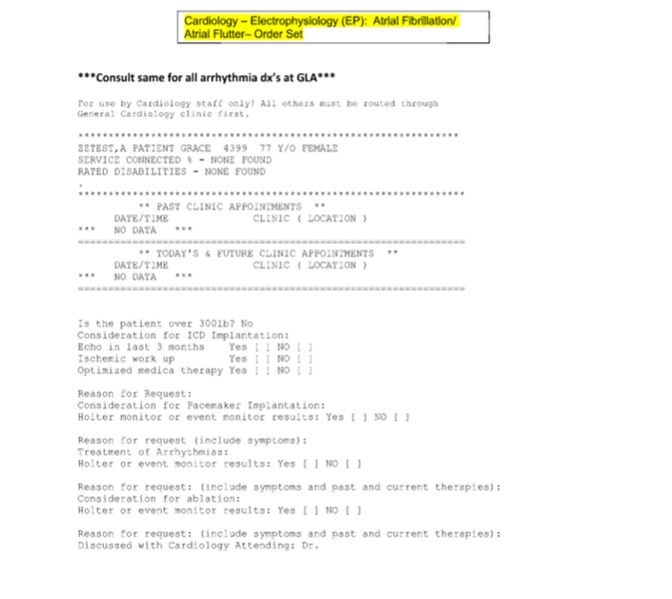 Cardiology – Electrophysiology (EP): Atrial Fibrillation/
Atrial Flutter– Order Set
***Consult same for all arrhythmia dx's at GLA***
For use by Cardiology staff only! All others must be routed through
General Cardiology clinic first.
*****************************************************************
ZZTEST,A PATIENT GRACE 4399 77 Y/O FEMALE
SERVICE CONNECTED % - NONE FOUND
RATED DISABILITIES - NONE FOUND
.
******************************************************************
** PAST CLINIC APPOINTMENTS **
DATE/TIME CLINIC ( LOCATION )
*** NO DATA ***
==================================================================
** TODAY'S & FUTURE CLINIC APPOINTMENTS **
DATE/TIME CLINIC ( LOCATION )
*** NO DATA ***
==================================================================
Is the patient over 300lb? No
Consideration for ICD Implantation:
Echo in last 3 months Yes [ ] NO [ ]
Ischemic work up Yes [ ] NO [ ]
Optimized medica therapy Yes [ ] NO [ ]
Reason for Request:
Consideration for Pacemaker Implantation:
Holter monitor or event monitor results: Yes [ ] NO [ ]
Reason for request (include symptoms):
Treatment of Arrhythmias:
Holter or event monitor results: Yes [ ] NO [ ]
Reason for request: (include symptoms and past and current therapies):
Consideration for ablation:
Holter or event monitor results: Yes [ ] NO [ ]
Reason for request: (include symptoms and past and current therapies):
Discussed with Cardiology Attending: Dr.